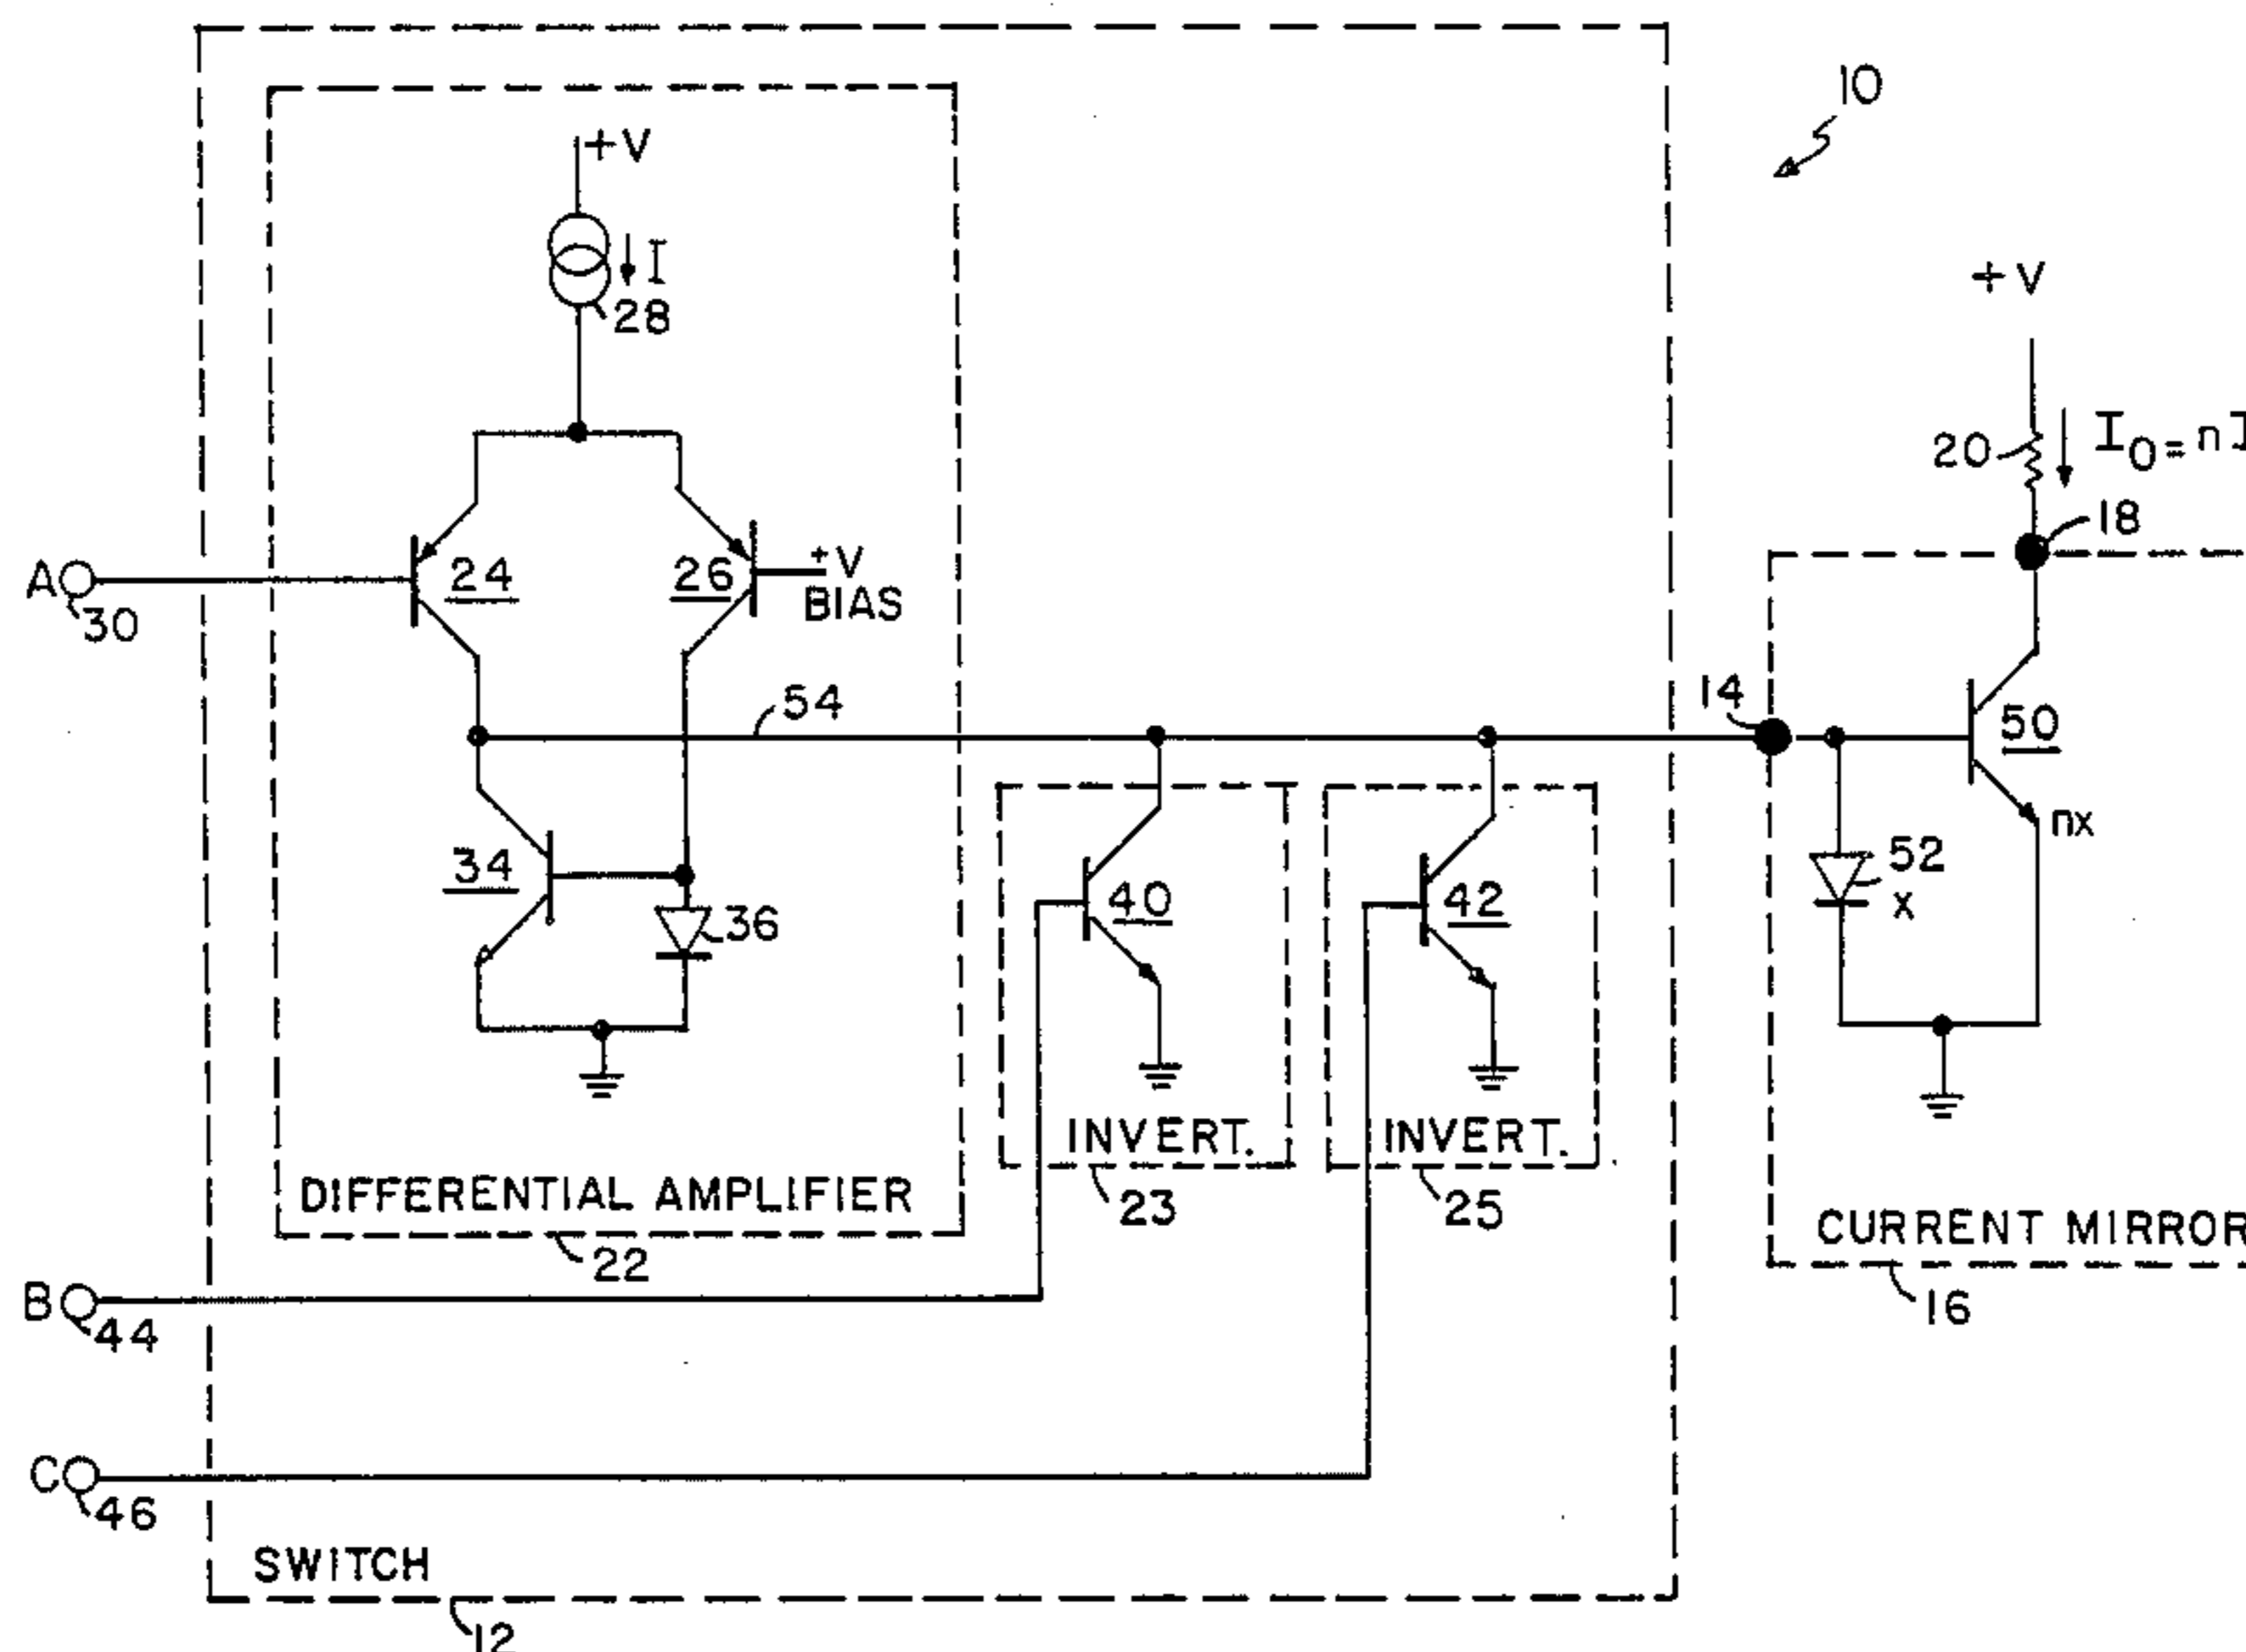 10
+V
I
28
+V
20
I₀=nI
18
A
30
24
26
+V
BIAS
54
14
50
nx
34
36
40
42
52
x
INVERT.
INVERT.
23
25
DIFFERENTIAL AMPLIFIER
22
CURRENT MIRROR
16
B
44
C
46
SWITCH
12